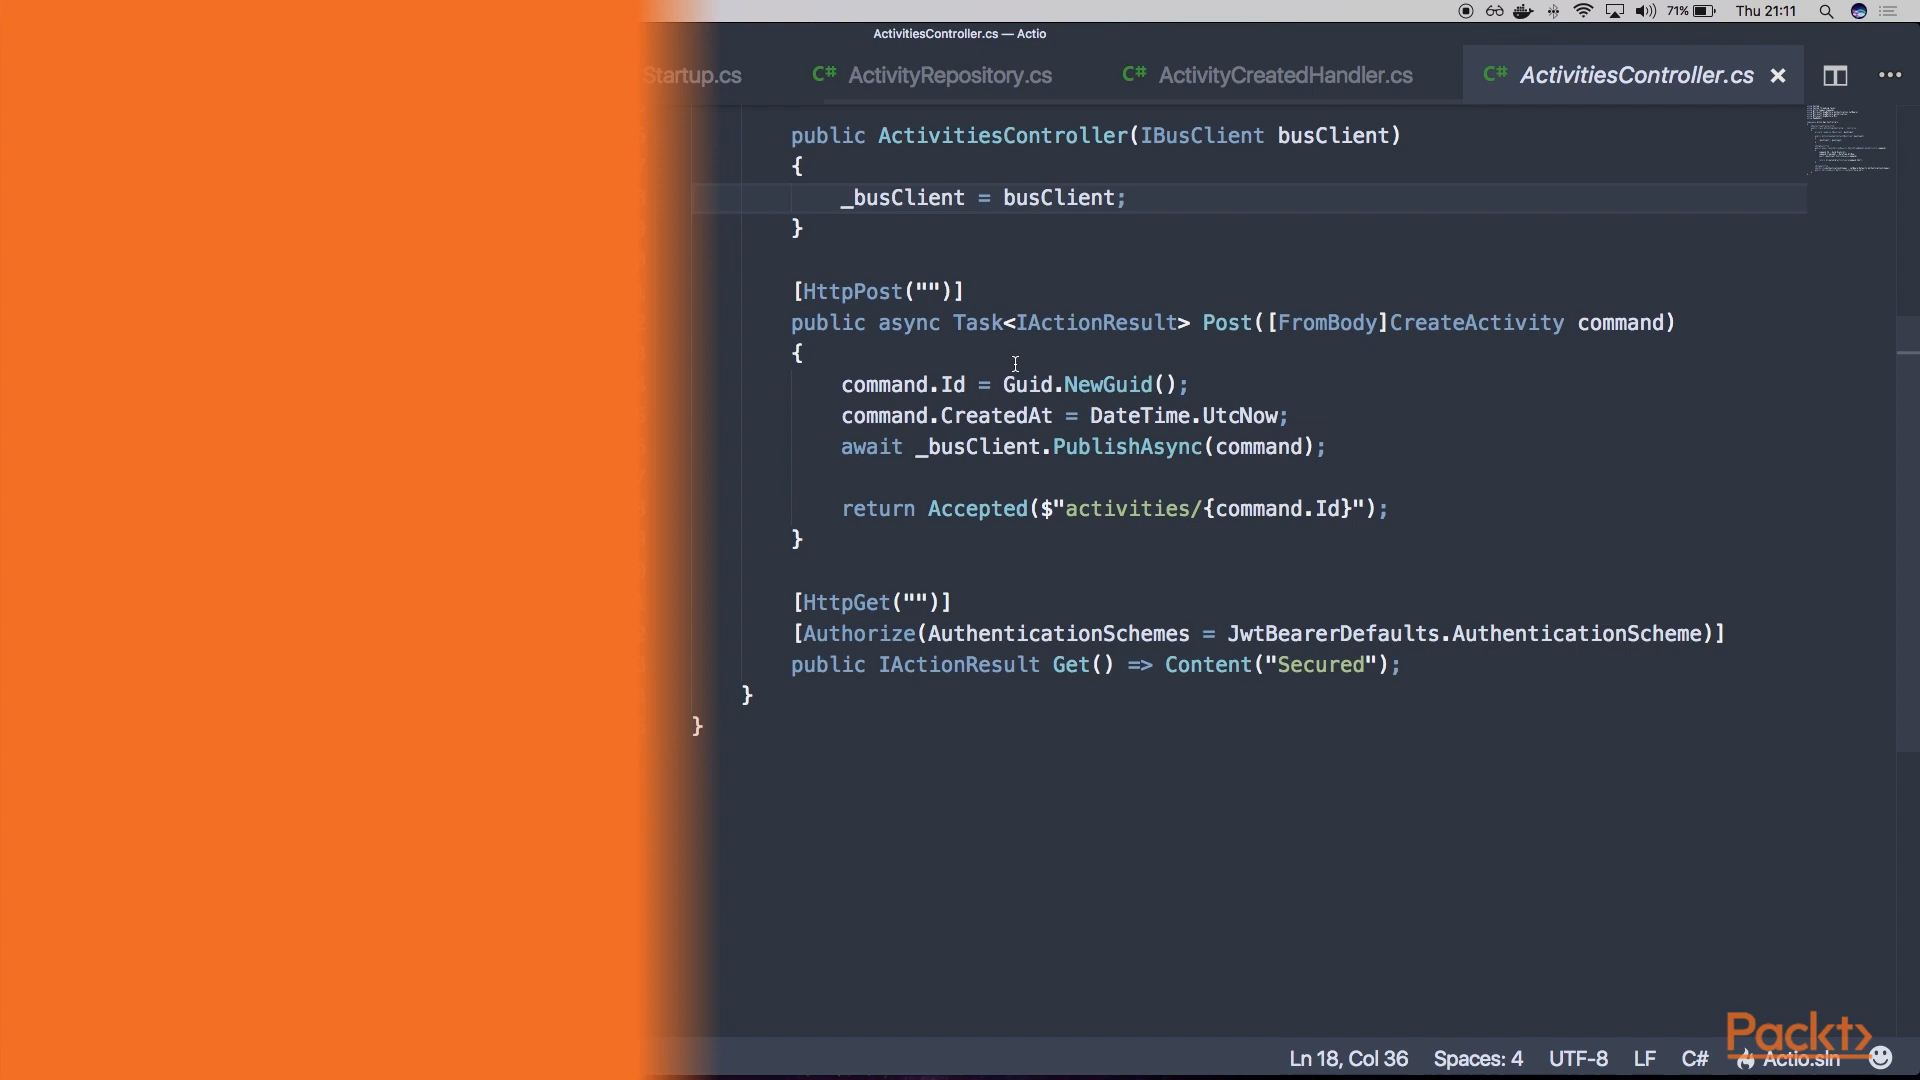 71% Thu 21:11
ActivitiesController.cs — Actio
Startup.cs C# ActivityRepository.cs C# ActivityCreatedHandler.cs C# ActivitiesController.cs
public ActivitiesController(IBusClient busClient)
{
_busClient = busClient;
}
[HttpPost("")]
public async Task<IActionResult> Post([FromBody]CreateActivity command)
{
command.Id = Guid.NewGuid();
command.CreatedAt = DateTime.UtcNow;
await _busClient.PublishAsync(command);
return Accepted($"activities/{command.Id}");
}
[HttpGet("")]
[Authorize(AuthenticationSchemes = JwtBearerDefaults.AuthenticationScheme)]
public IActionResult Get() => Content("Secured");
}
}
Packt
Ln 18, Col 36 Spaces: 4 UTF-8 LF C# Actio.sln